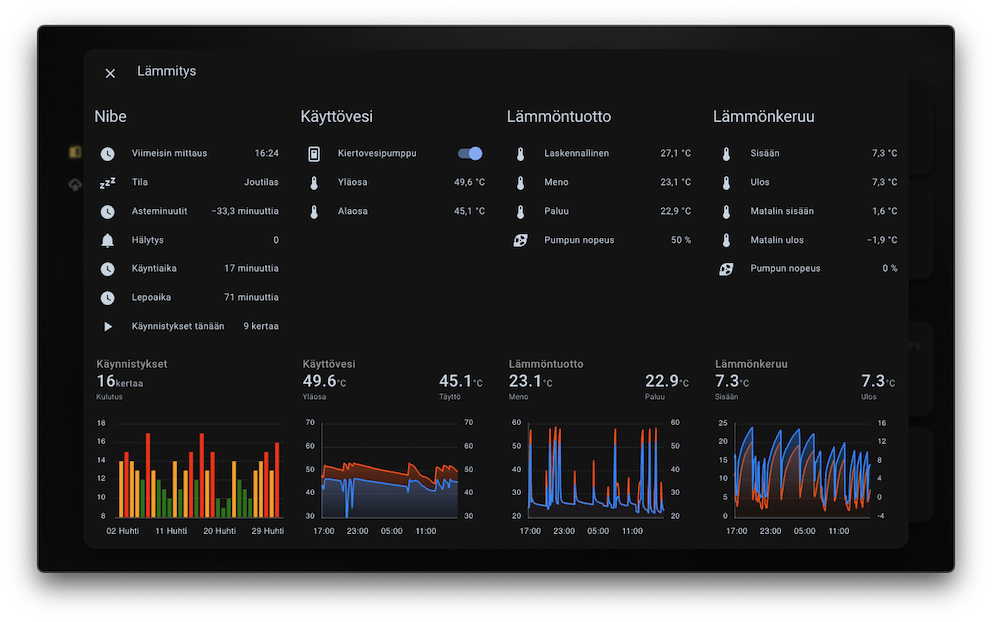 Lämmitys
Nibe
Viimeisin mittaus 16:24
zzz Tila Joutilas
Asteminuutit −33,3 minuuttia
Hälytys 0
Käyntiaika 17 minuuttia
Lepoaika 71 minuuttia
Käynnistykset tänään 9 kertaa
Käyttövesi
Kiertovesipumppu
Yläosa 49,6 °C
Alaosa 45,1 °C
Lämmöntuotto
Laskennallinen 27,1 °C
Meno 23,1 °C
Paluu 22,9 °C
Pumpun nopeus 50 %
Lämmönkeruu
Sisään 7,3 °C
Ulos 7,3 °C
Matalin sisään 1,6 °C
Matalin ulos −1,9 °C
Pumpun nopeus 0 %
Käynnistykset
16kertaa
Kulutus
18
16
14
12
10
8
02 Huhti 11 Huhti 20 Huhti 29 Huhti
Käyttövesi
49.6°C 45.1°C
Yläosa Täyttö
70 70
60 60
50 50
40 40
30 30
17:00 23:00 05:00 11:00
Lämmöntuotto
23.1°C 22.9°C
Meno Paluu
60 60
50 50
40 40
30 30
20 20
17:00 23:00 05:00 11:00
Lämmönkeruu
7.3°C 7.3°C
Sisään Ulos
25 16
20 12
15 8
10 4
5 0
0 -4
17:00 23:00 05:00 11:00